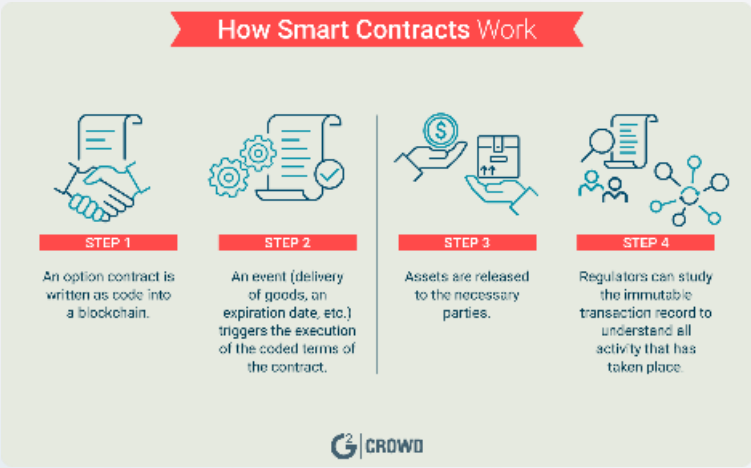 How Smart Contracts Work
$
STEP 1
An option contract is
written as code into
a blockchain.
STEP 2
An event (delivery
of goods, an
expiration date, etc.)
triggers the execution
of the coded terms of
the contract.
STEP 3
Assets are released
to the necessary
parties.
STEP 4
Regulators can study
the immutable
transaction record to
understand all
activity that has
taken place.
G2 | CROWD